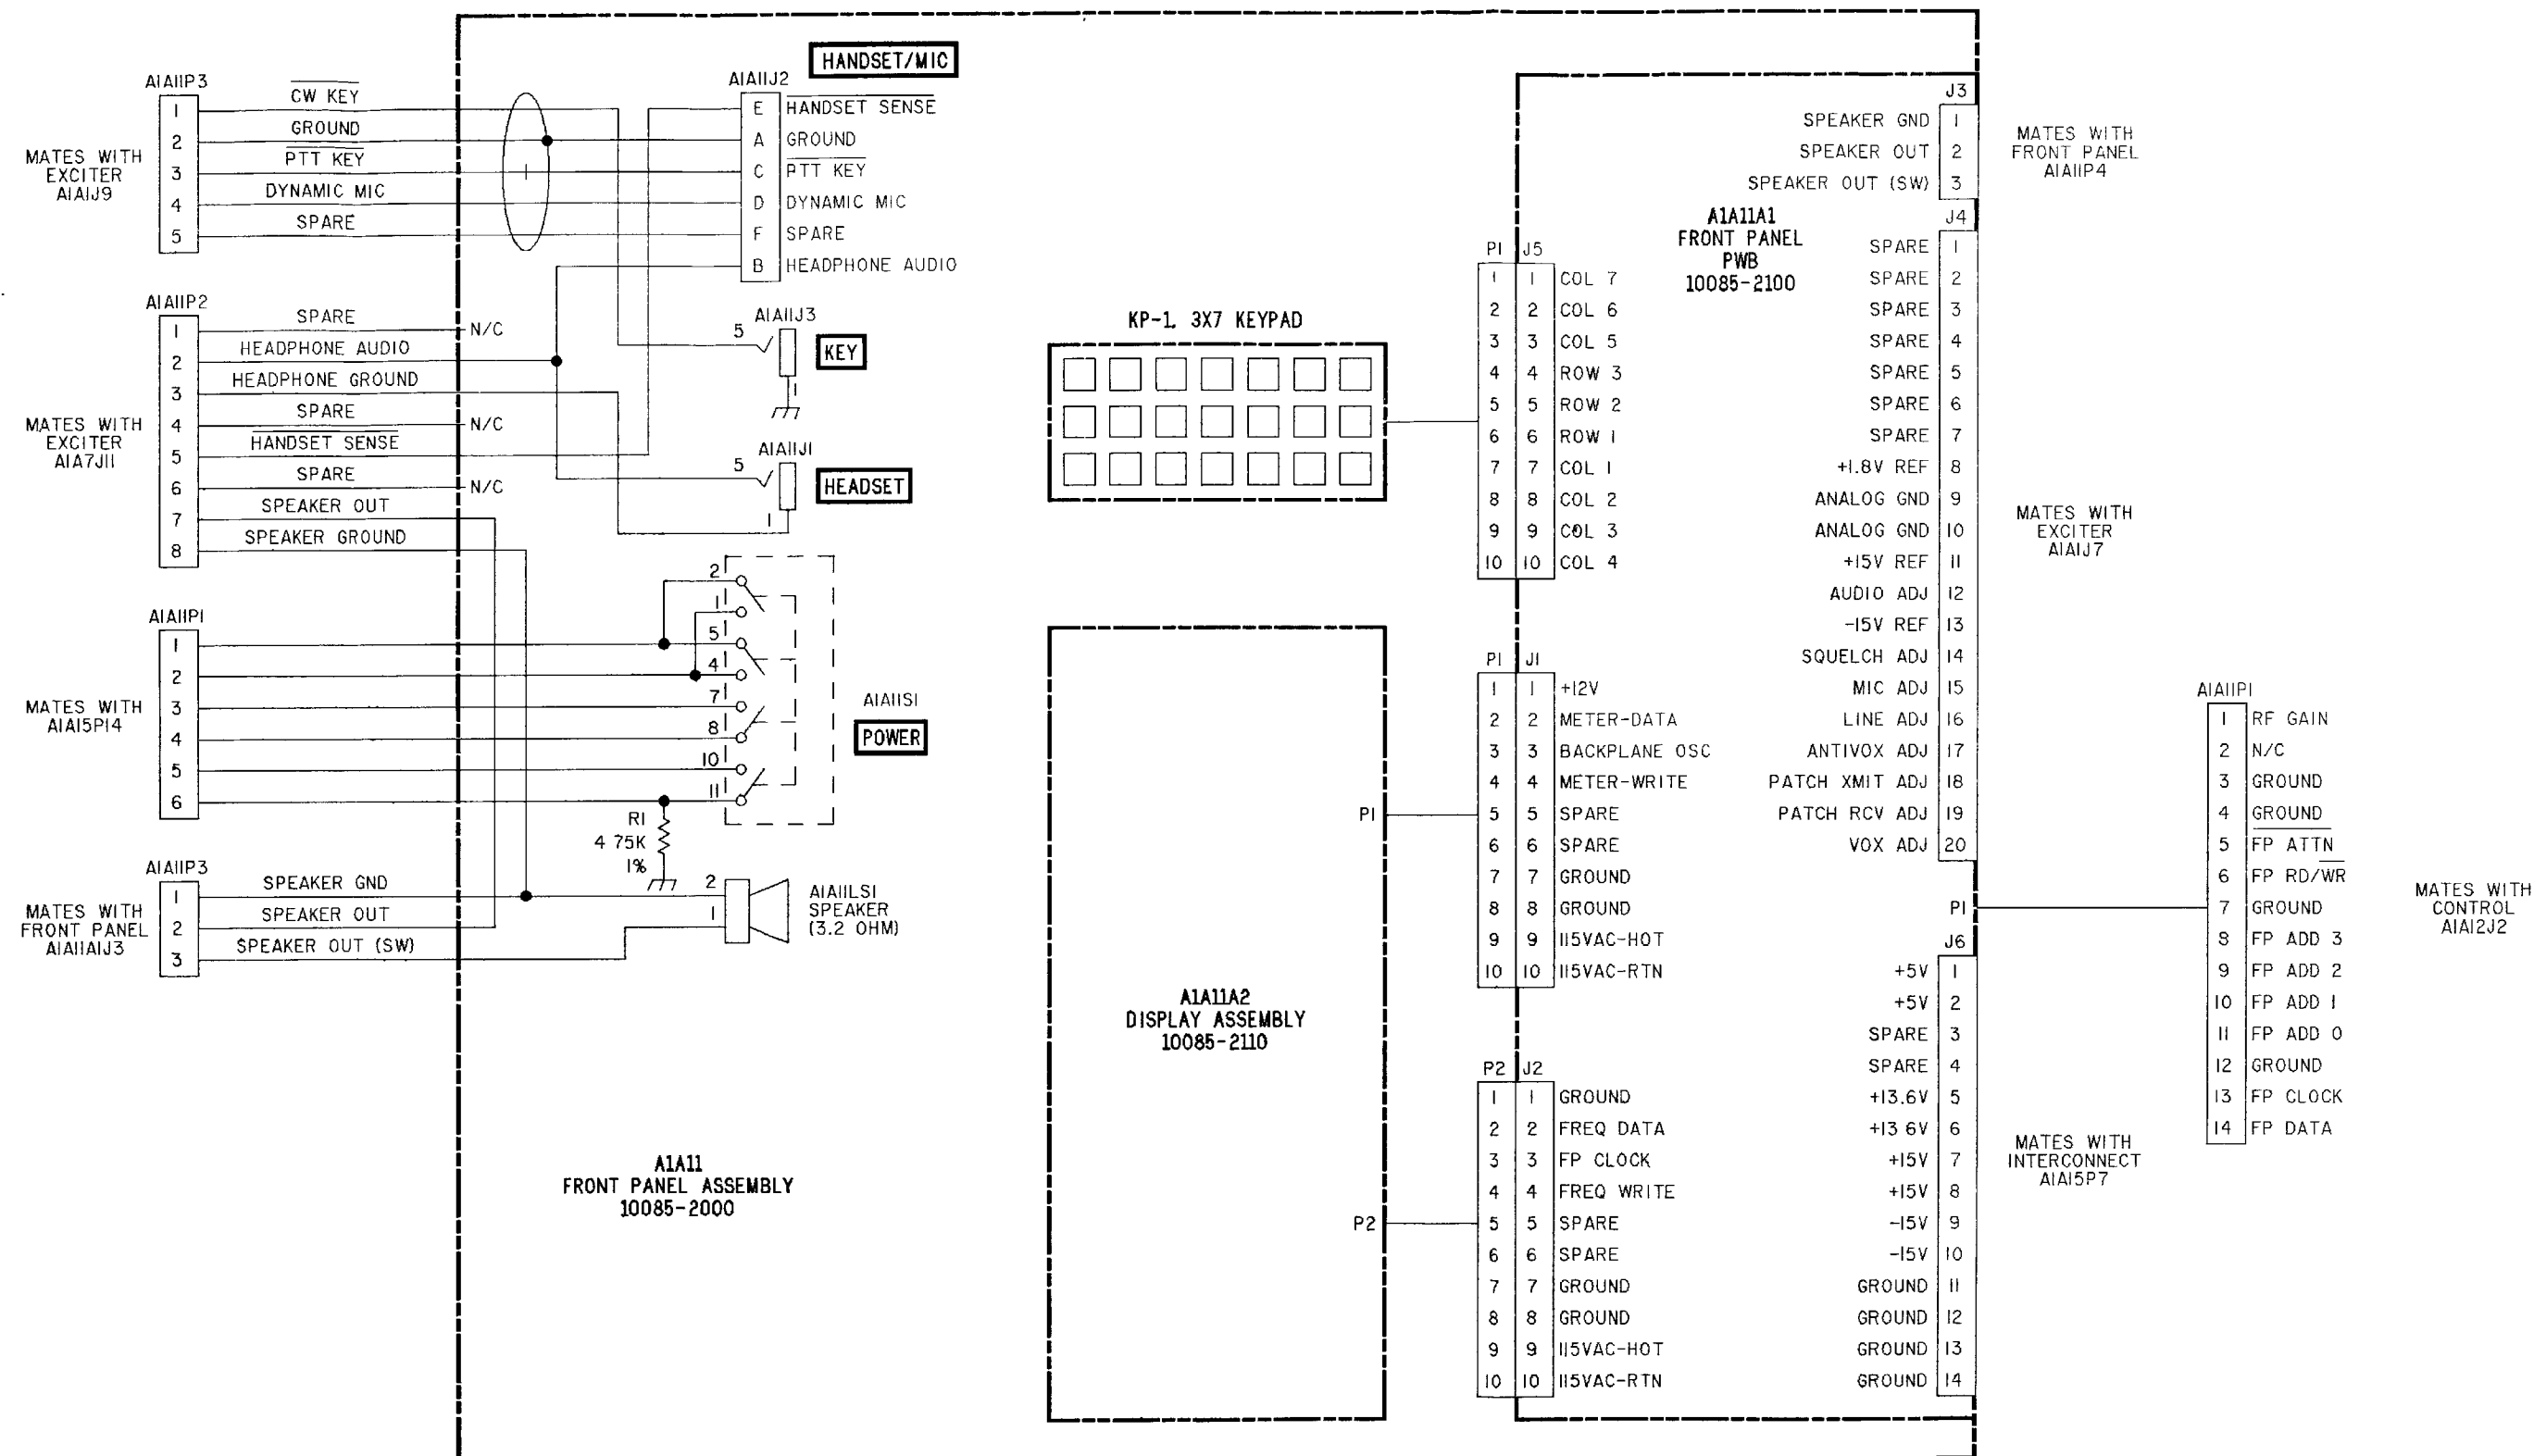 HANDSET/MIC
A1A11P3
1 CW KEY
2 GROUND
3 PTT KEY
4 DYNAMIC MIC
5 SPARE
MATES WITH
EXCITER
A1A1J9
A1A11J2
E HANDSET SENSE
A GROUND
C PTT KEY
D DYNAMIC MIC
F SPARE
B HEADPHONE AUDIO
A1A11P2
1 SPARE N/C
2 HEADPHONE AUDIO
3 HEADPHONE GROUND
4 SPARE N/C
5 HANDSET SENSE
6 SPARE N/C
7 SPEAKER OUT
8 SPEAKER GROUND
MATES WITH
EXCITER
A1A7J11
A1A11J3
5
1
KEY
A1A11J1
5
1
HEADSET
A1A11P1
1
2
3
4
5
6
MATES WITH
A1A15P14
2
1
5
4
7
8
10
11
A1A11S1
POWER
R1
4 75K
1%
A1A11P3
1 SPEAKER GND
2 SPEAKER OUT
3 SPEAKER OUT (SW)
MATES WITH
FRONT PANEL
A1A11A1J3
2
1
A1A11LS1
SPEAKER
(3.2 OHM)
A1A11
FRONT PANEL ASSEMBLY
10085-2000
KP-1, 3X7 KEYPAD
A1A11A2
DISPLAY ASSEMBLY
10085-2110
P1
P2
A1A11A1
FRONT PANEL
PWB
10085-2100
P1 J5
1 1 COL 7
2 2 COL 6
3 3 COL 5
4 4 ROW 3
5 5 ROW 2
6 6 ROW 1
7 7 COL 1
8 8 COL 2
9 9 COL 3
10 10 COL 4
P1 J1
1 1 +12V
2 2 METER-DATA
3 3 BACKPLANE OSC
4 4 METER-WRITE
5 5 SPARE
6 6 SPARE
7 7 GROUND
8 8 GROUND
9 9 115VAC-HOT
10 10 115VAC-RTN
P2 J2
1 1 GROUND
2 2 FREQ DATA
3 3 FP CLOCK
4 4 FREQ WRITE
5 5 SPARE
6 6 SPARE
7 7 GROUND
8 8 GROUND
9 9 115VAC-HOT
10 10 115VAC-RTN
J3
SPEAKER GND 1
SPEAKER OUT 2
SPEAKER OUT (SW) 3
MATES WITH
FRONT PANEL
A1A11P4
J4
SPARE 1
SPARE 2
SPARE 3
SPARE 4
SPARE 5
SPARE 6
SPARE 7
+1.8V REF 8
ANALOG GND 9
ANALOG GND 10
+15V REF 11
AUDIO ADJ 12
-15V REF 13
SQUELCH ADJ 14
MIC ADJ 15
LINE ADJ 16
ANTIVOX ADJ 17
PATCH XMIT ADJ 18
PATCH RCV ADJ 19
VOX ADJ 20
MATES WITH
EXCITER
A1A1J7
P1
J6
+5V 1
+5V 2
SPARE 3
SPARE 4
+13.6V 5
+13 6V 6
+15V 7
+15V 8
-15V 9
-15V 10
GROUND 11
GROUND 12
GROUND 13
GROUND 14
MATES WITH
INTERCONNECT
A1A15P7
A1A11P1
1 RF GAIN
2 N/C
3 GROUND
4 GROUND
5 FP ATTN
6 FP RD/WR
7 GROUND
8 FP ADD 3
9 FP ADD 2
10 FP ADD 1
11 FP ADD 0
12 GROUND
13 FP CLOCK
14 FP DATA
MATES WITH
CONTROL
A1A12J2